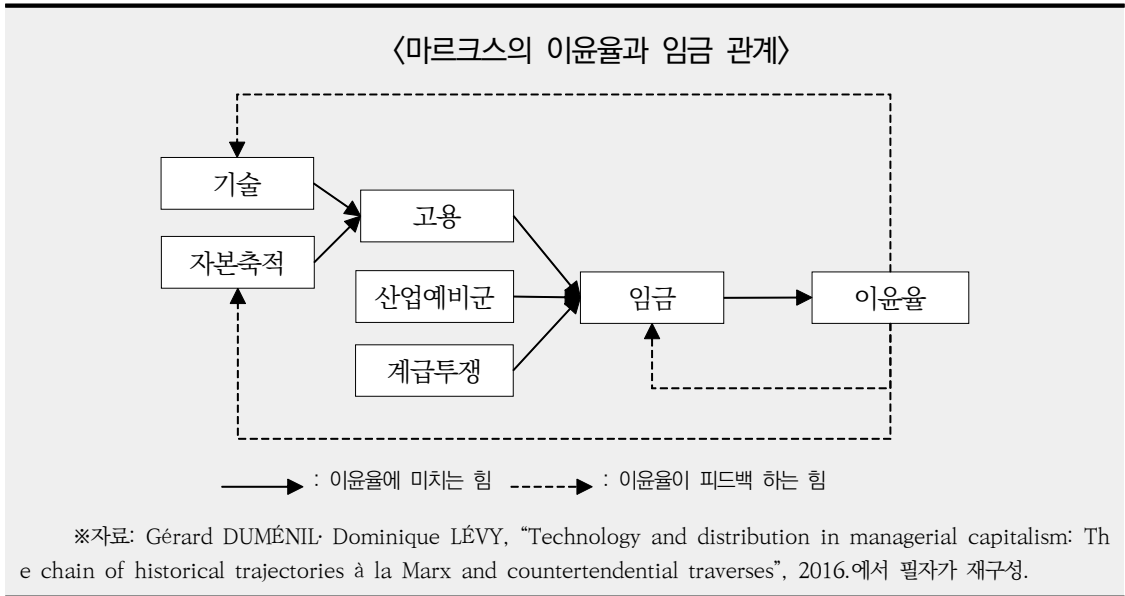 <마르크스의 이윤율과 임금 관계>
기술
자본축적
고용
산업예비군
계급투쟁
임금
이윤율
: 이윤율에 미치는 힘 : 이윤율이 피드백 하는 힘
※자료: Gérard DUMÉNIL· Dominique LÉVY, “Technology and distribution in managerial capitalism: Th
e chain of historical trajectories à la Marx and countertendential traverses”, 2016.에서 필자가 재구성.